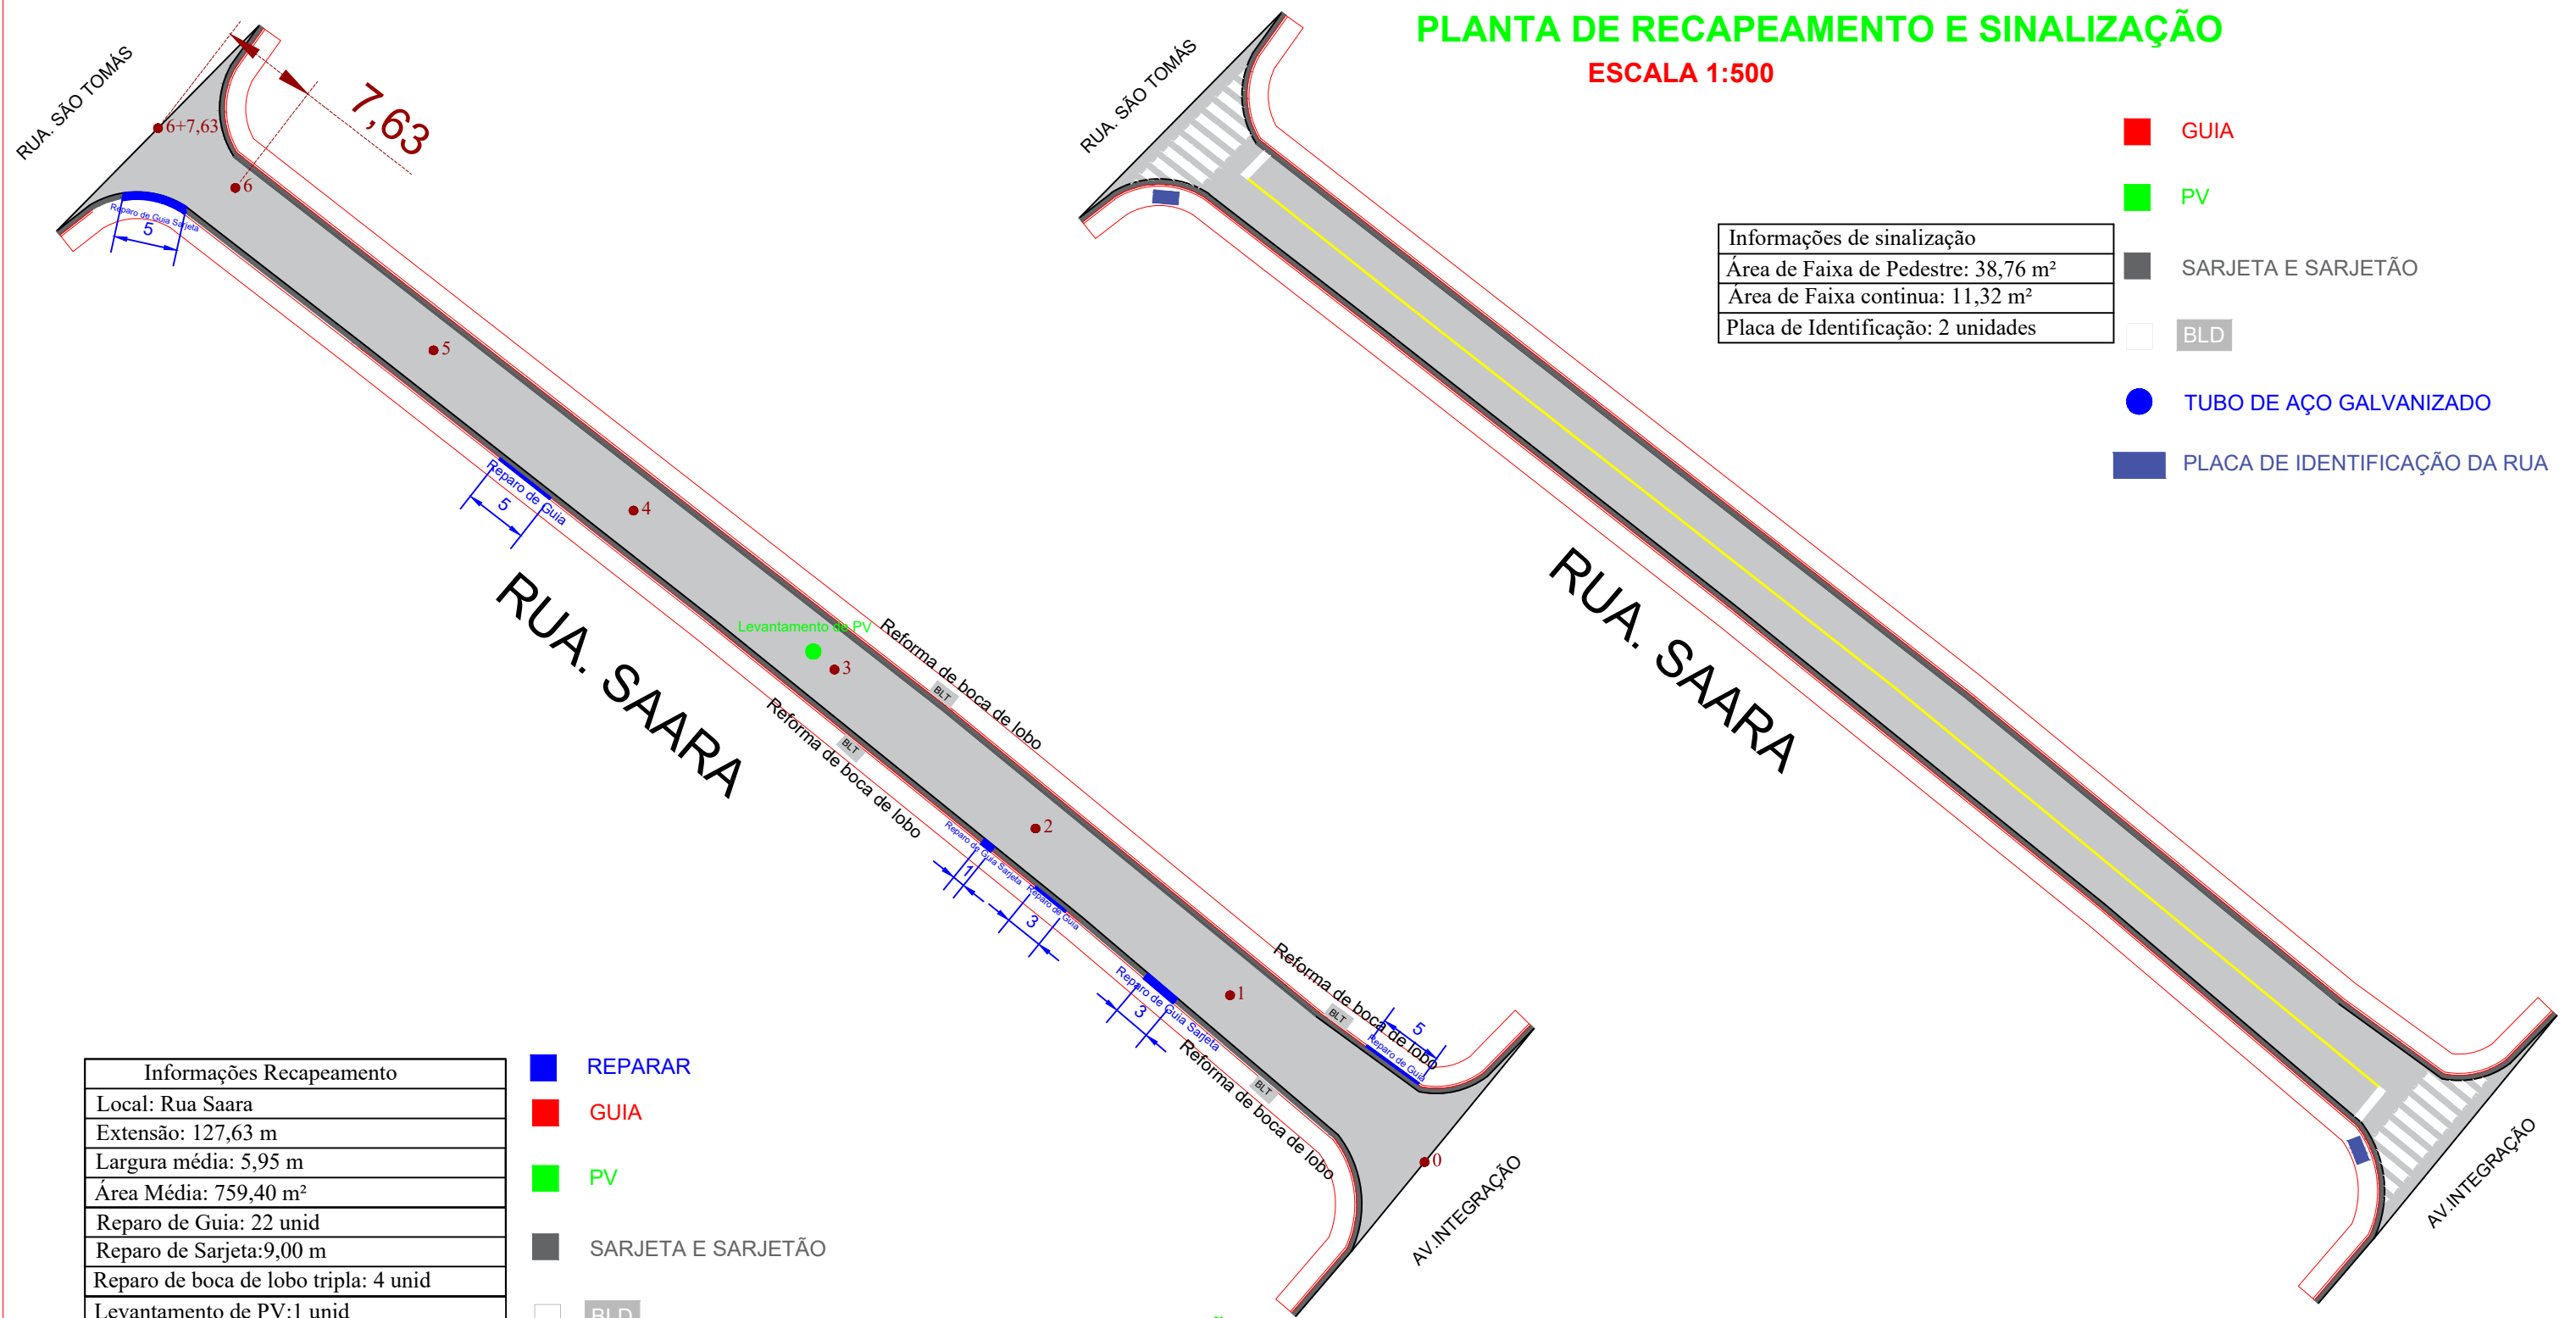 PLANTA DE RECAPEAMENTO E SINALIZAÇÃO
ESCALA 1:500
RUA. SÃO TOMÁS
7,63
6+7,63
6
Reparo de Guia Sarjeta
5
5
Reparo de Guia
5
4
RUA. SAARA
Levantamento de PV
3
Reforma de boca de lobo
BLT
Reforma de boca de lobo
BLT
2
Reparo de Guia Sarjeta
1
Reparo de Guia
3
1
Reparo de Guia Sarjeta
3
Reforma de boca de lobo
BLT
5
Reparo de Guia
Reforma de boca de lobo
BLT
0
AV.INTEGRAÇÃO
Informações Recapeamento
Local: Rua Saara
Extensão: 127,63 m
Largura média: 5,95 m
Área Média: 759,40 m²
Reparo de Guia: 22 unid
Reparo de Sarjeta:9,00 m
Reparo de boca de lobo tripla: 4 unid
Levantamento de PV:1 unid
REPARAR
GUIA
PV
SARJETA E SARJETÃO
BLD
RUA. SÃO TOMÁS
RUA. SAARA
AV.INTEGRAÇÃO
Informações de sinalização
Área de Faixa de Pedestre: 38,76 m²
Área de Faixa continua: 11,32 m²
Placa de Identificação: 2 unidades
GUIA
PV
SARJETA E SARJETÃO
BLD
TUBO DE AÇO GALVANIZADO
PLACA DE IDENTIFICAÇÃO DA RUA